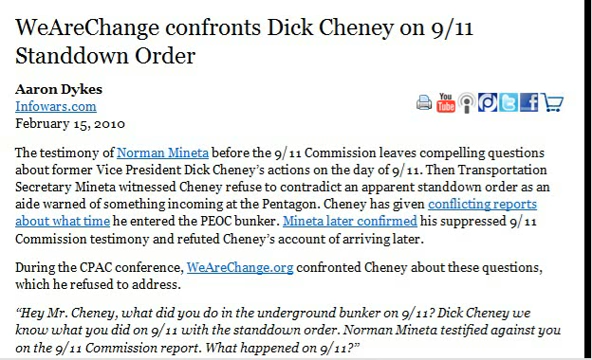 WeAreChange confronts Dick Cheney on 9/11
Standdown Order
Aaron Dykes
Infowars.com
February 15, 2010
You
Tube
The testimony of Norman Mineta before the 9/11 Commission leaves compelling questions
about former Vice President Dick Cheney's actions on the day of 9/11. Then Transportation
Secretary Mineta witnessed Cheney refuse to contradict an apparent standdown order as an
aide warned of something incoming at the Pentagon. Cheney has given conflicting reports
about what time he entered the PEOC bunker. Mineta later confirmed his suppressed 9/11
Commission testimony and refuted Cheney's account of arriving later.
During the CPAC conference, WeAreChange.org confronted Cheney about these questions,
which he refused to address.
“Hey Mr. Cheney, what did you do in the underground bunker on 9/11? Dick Cheney we
know what you did on 9/11 with the standdown order. Norman Mineta testified against you
on the 9/11 Commission report. What happened on 9/11?”